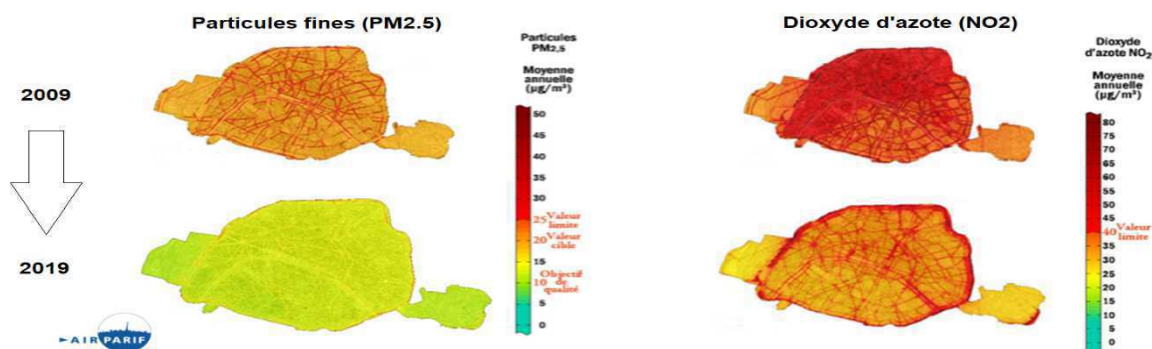 Particules fines (PM2.5)
Dioxyde d'azote (NO2)
2009
2019
Particules
PM2,5
Moyenne
annuelle
(µg/m³)
50
45
40
35
30
25 Valeur limite
20 Valeur cible
15
10 Objectif de qualité
5
0
Dioxyde
d'azote NO₂
Moyenne
annuelle
(µg/m³)
80
75
70
65
60
55
50
45
40 Valeur limite
35
30
25
20
15
10
5
0
AIRPARIF